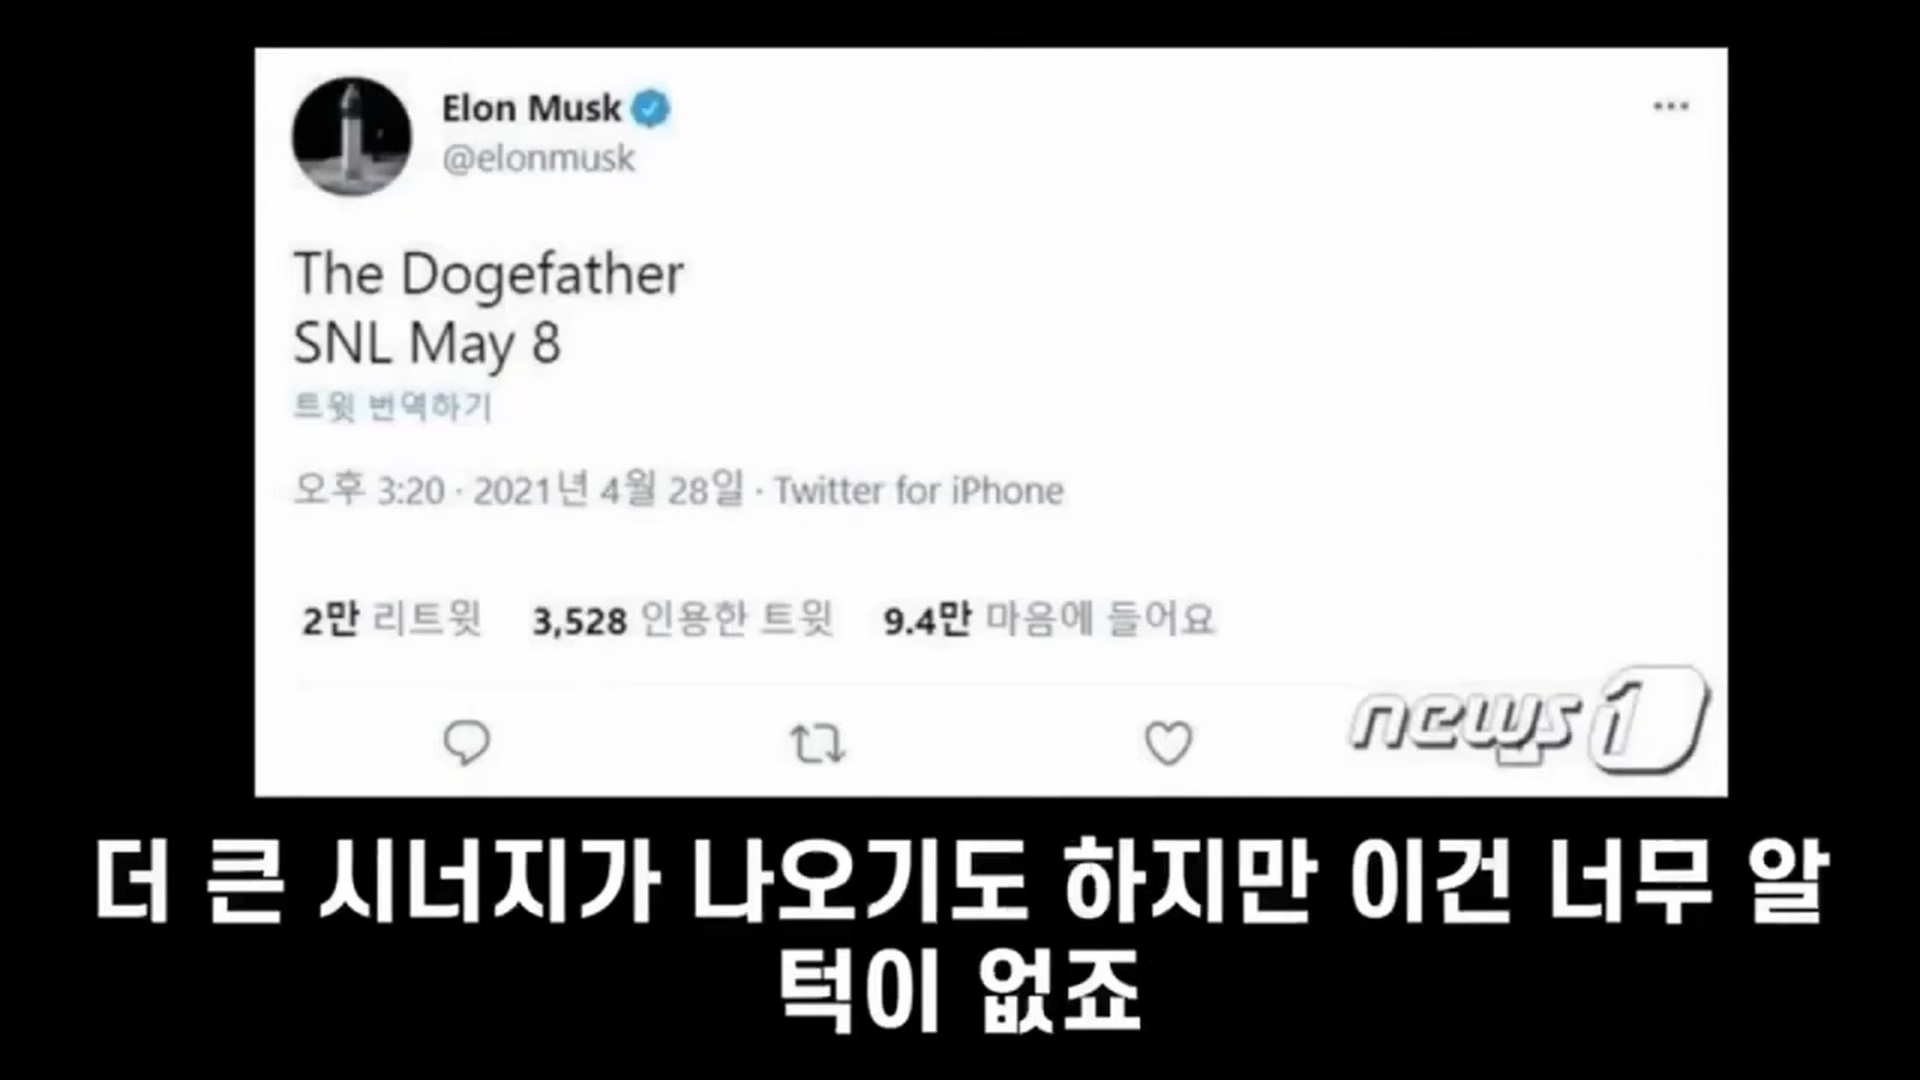 Elon Musk
@elonmusk
The Dogefather
SNL May 8
트윗 번역하기
오후 3:20 · 2021년 4월 28일 · Twitter for iPhone
2만 리트윗 3,528 인용한 트윗 9.4만 마음에 들어요
news1
더 큰 시너지가 나오기도 하지만 이건 너무 알
턱이 없죠